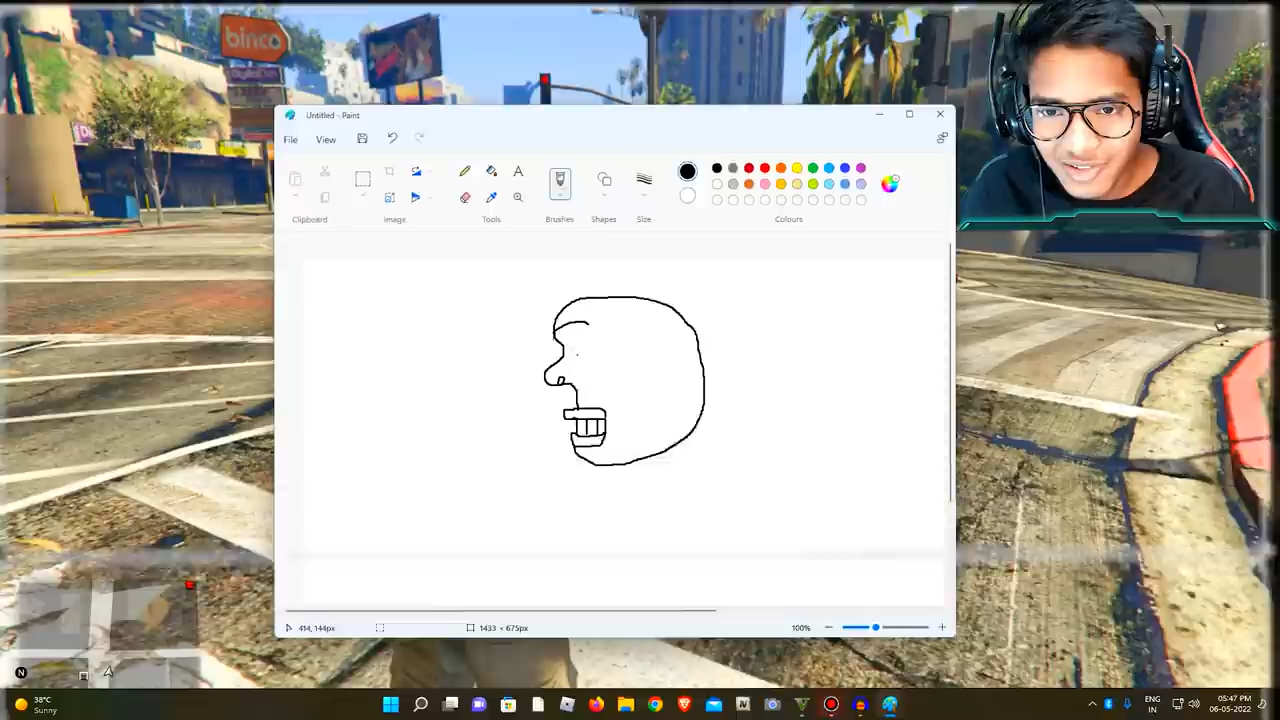 binco
DigitalDen
Untitled - Paint
File
View
A
Clipboard
Image
Tools
Brushes
Shapes
Size
Colours
414, 144px
1433 × 675px
100%
N
38°C
Sunny
ENG
IN
05:47 PM
06-05-2022